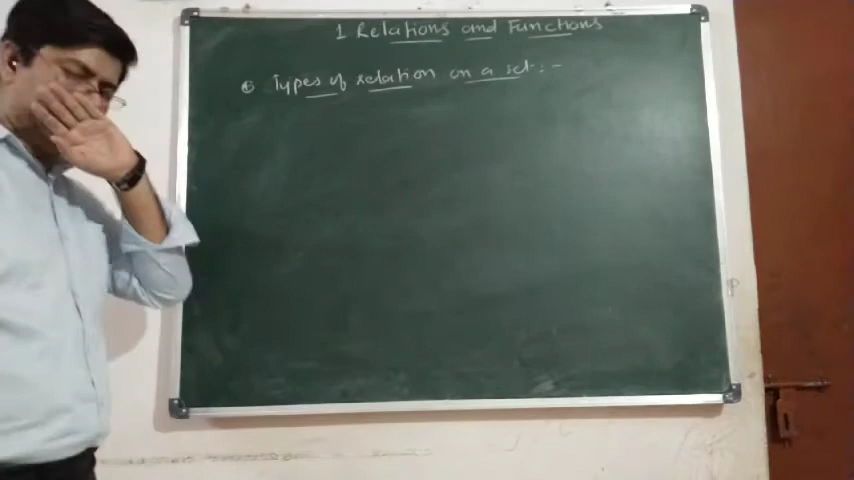 1 Relations and Functions
⊛ Types of relation on a set :-